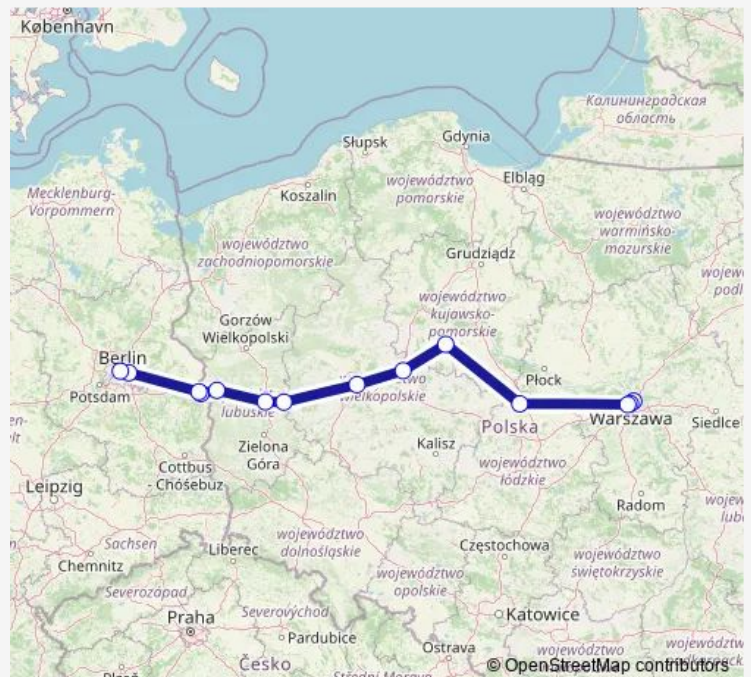 København
Калининградская
область
Słupsk
Gdynia
Koszalin
województwo
pomorskie
Elbląg
Mecklenburg-
Vorpommern
województwo
zachodniopomorskie
województwo
warmińsko-
mazurskie
Grudziądz
Gorzów
Wielkopolski
województwo
kujawsko-
pomorskie
Berlin
Potsdam
Płock
lubuskie
wielkopolskie
Polska
Warszawa
Siedlce
Zielona
Góra
Kalisz
Cottbus
- Chóśebuz
województwo
łódzkie
Leipzig
Radom
Sachsen
Chemnitz
Liberec
województwo
dolnośląskie
Częstochowa
województwo
opolskie
województwo
świętokrzyskie
Severozápad
Praha
Severovýchod
Pardubice
Katowice
Česko
Ostrava
© OpenStreetMap contributors